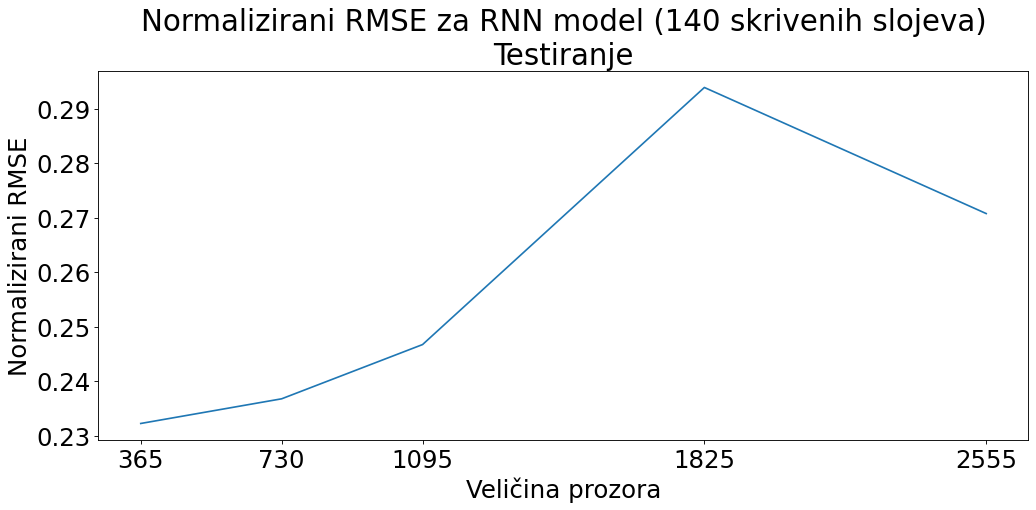 Normalizirani RMSE za RNN model (140 skrivenih slojeva)
Testiranje
Normalizirani RMSE
0.29
0.28
0.27
0.26
0.25
0.24
0.23
365 730 1095 1825 2555
Veličina prozora